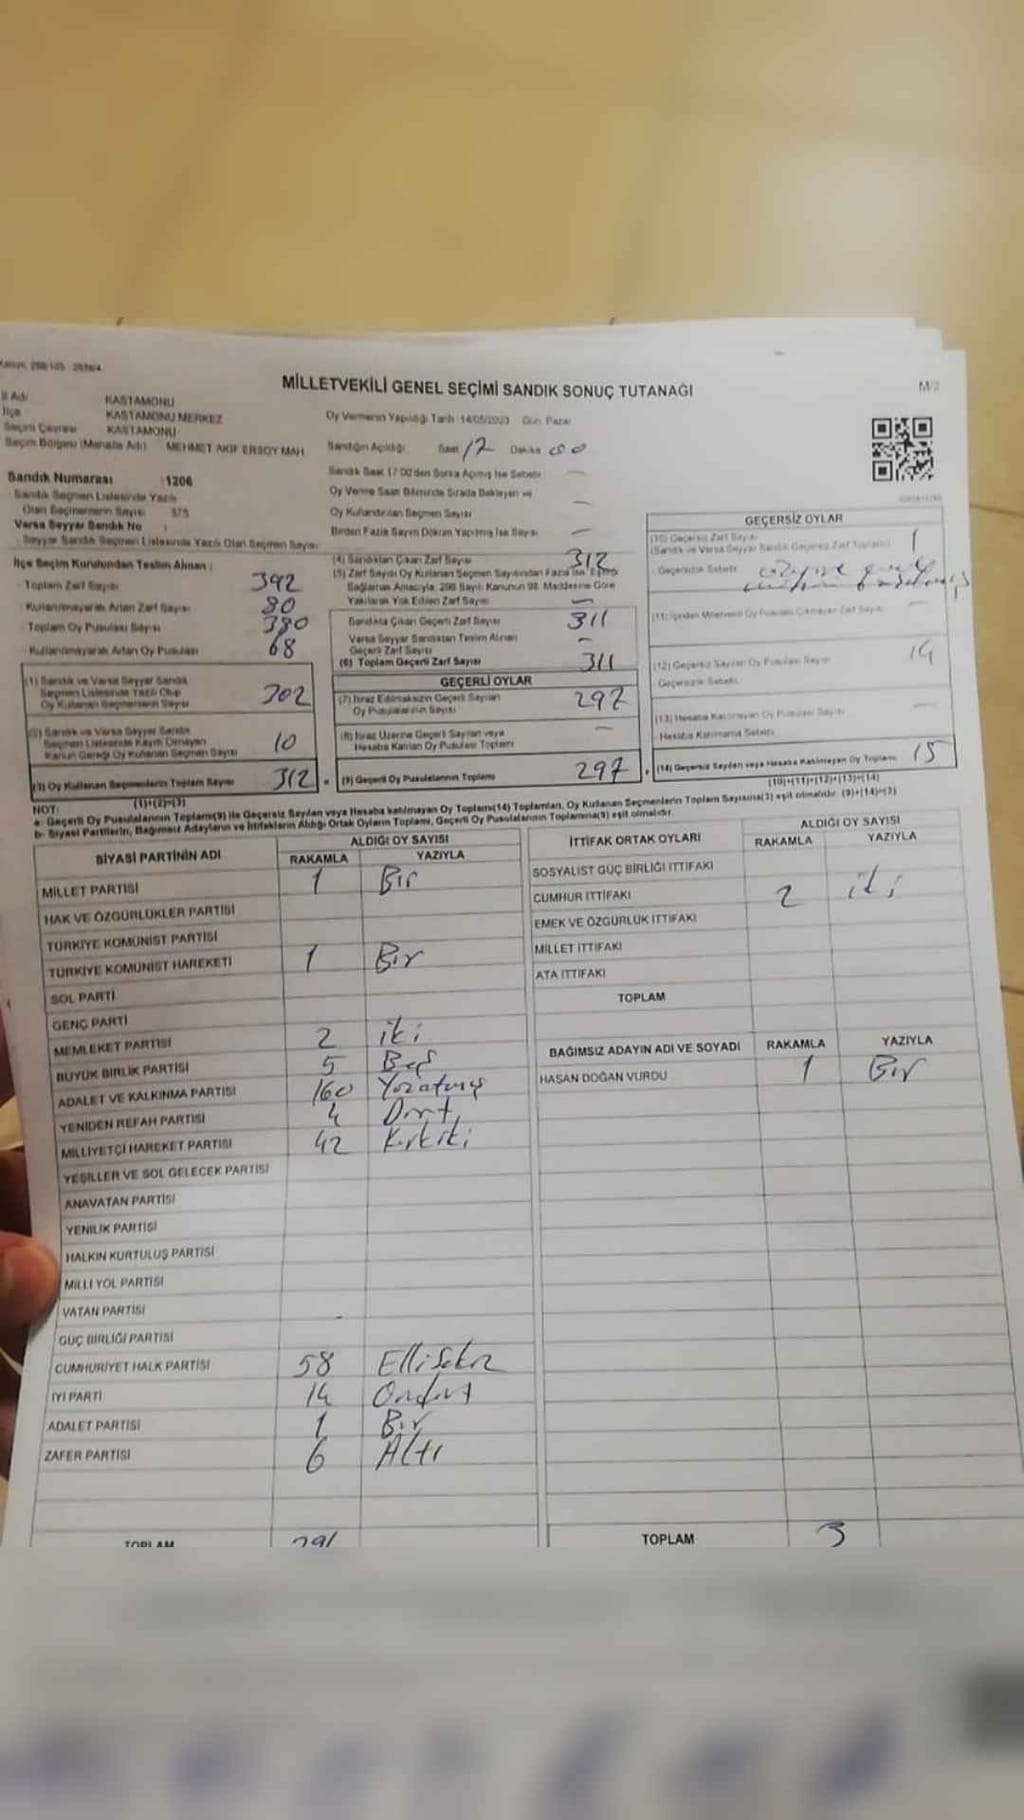 MİLLETVEKİLİ GENEL SEÇİMİ SANDIK SONUÇ TUTANAĞI
M/2
İl Adı KASTAMONU
İlçe KASTAMONU MERKEZ
Seçim Çevresi KASTAMONU
Seçim Bölgesi (Mahalle Adı) MEHMET AKİF ERSOY MAH.
Oy Vermenin Yapıldığı Tarih 14/05/2023 Gün Pazar
Sandığın Açıldığı Saat 12 Dakika 00
Sandık Saat 17:00'den Sonra Açılmış İse Sebebi —
Oy Verme Saati Bitiminde Sırada Bekleyen ve
Oy Kullandırılan Seçmen Sayısı —
Birden Fazla Sayım Döküm Yapılmış İse Sayısı —
Sandık Numarası : 1206
Sandık Seçmen Listesinde Yazılı
Olan Seçmenlerin Sayısı 375
Varsa Seyyar Sandık No :
Seyyar Sandık Seçmen Listesinde Yazılı Olan Seçmen Sayısı
İlçe Seçim Kurulundan Teslim Alınan :
Toplam Zarf Sayısı 392
Kullanılmayarak Artan Zarf Sayısı 80
Toplam Oy Pusulası Sayısı 380
Kullanılmayarak Artan Oy Pusulası 68
(1) Sandık ve Varsa Seyyar Sandık
Seçmen Listesinde Yazılı Olup
Oy Kullanan Seçmenlerin Sayısı 302
(2) Sandık ve Varsa Seyyar Sandık
Seçmen Listesinde Kaydı Olmayan
Kanun Gereği Oy Kullanan Seçmen Sayısı 10
(3) Oy Kullanan Seçmenlerin Toplam Sayısı 312
(1)+(2)=(3)
(4) Sandıktan Çıkan Zarf Sayısı 312
(5) Zarf Sayısı Oy Kullanan Seçmen Sayısından Fazla İse, Eşitliği
Sağlamak Amacıyla, 298 Sayılı Kanunun 98. Maddesine Göre
Yakılarak Yok Edilen Zarf Sayısı —
Sandıkta Çıkan Geçerli Zarf Sayısı 311
Varsa Seyyar Sandıktan Teslim Alınan
Geçerli Zarf Sayısı —
(6) Toplam Geçerli Zarf Sayısı 311
GEÇERLİ OYLAR
(7) İtiraz Edilmeksizin Geçerli Sayılan
Oy Pusulalarının Sayısı 297
(8) İtiraz Üzerine Geçerli Sayılan veya
Hesaba Katılan Oy Pusulası Toplamı —
(9) Geçerli Oy Pusulalarının Toplamı 297
GEÇERSİZ OYLAR
(10) Geçersiz Zarf Sayısı 1
(Sandık ve Varsa Seyyar Sandık Geçersiz Zarf Toplamı)
Geçersizlik Sebebi
(11) İçinden Milletvekili Oy Pusulası Çıkmayan Zarf Sayısı —
(12) Geçersiz Sayılan Oy Pusulası Sayısı 14
Geçersizlik Sebebi
(13) Hesaba Katılmayan Oy Pusulası Sayısı —
Hesaba Katılmama Sebebi
(14) Geçersiz Sayılan veya Hesaba Katılmayan Oy Toplamı 15
(10)+(11)+(12)+(13)=(14)
NOT:
a- Geçerli Oy Pusulalarının Toplamı(9) ile Geçersiz Sayılan veya Hesaba katılmayan Oy Toplamı(14) Toplamları, Oy Kullanan Seçmenlerin Toplam Sayısına(3) eşit olmalıdır. (9)+(14)=(3)
b- Siyasi Partilerin, Bağımsız Adayların ve İttifakların Aldığı Ortak Oyların Toplamı, Geçerli Oy Pusulalarının Toplamına(9) eşit olmalıdır.
SİYASİ PARTİNİN ADI ALDIĞI OY SAYISI
RAKAMLA YAZIYLA
MİLLET PARTİSİ 1 Bir
HAK VE ÖZGÜRLÜKLER PARTİSİ
TÜRKİYE KOMÜNİST PARTİSİ
TÜRKİYE KOMÜNİST HAREKETİ 1 Bir
SOL PARTİ
GENÇ PARTİ
MEMLEKET PARTİSİ 2 iki
BÜYÜK BİRLİK PARTİSİ 5 Beş
ADALET VE KALKINMA PARTİSİ 160 Yüzatmış
YENİDEN REFAH PARTİSİ 4 Dört
MİLLİYETÇİ HAREKET PARTİSİ 42 Kırkiki
YEŞİLLER VE SOL GELECEK PARTİSİ
ANAVATAN PARTİSİ
YENİLİK PARTİSİ
HALKIN KURTULUŞ PARTİSİ
MİLLİ YOL PARTİSİ
VATAN PARTİSİ
GÜÇ BİRLİĞİ PARTİSİ
CUMHURİYET HALK PARTİSİ 58 Ellisekiz
İYİ PARTİ 14 Ondört
ADALET PARTİSİ 1 Bir
ZAFER PARTİSİ 6 Altı
TOPLAM 291
İTTİFAK ORTAK OYLARI ALDIĞI OY SAYISI
RAKAMLA YAZIYLA
SOSYALİST GÜÇ BİRLİĞİ İTTİFAKI
CUMHUR İTTİFAKI 2 iki
EMEK VE ÖZGÜRLÜK İTTİFAKI
MİLLET İTTİFAKI
ATA İTTİFAKI
TOPLAM
BAĞIMSIZ ADAYIN ADI VE SOYADI RAKAMLA YAZIYLA
HASAN DOĞAN VURDU 1 Bir
TOPLAM 3